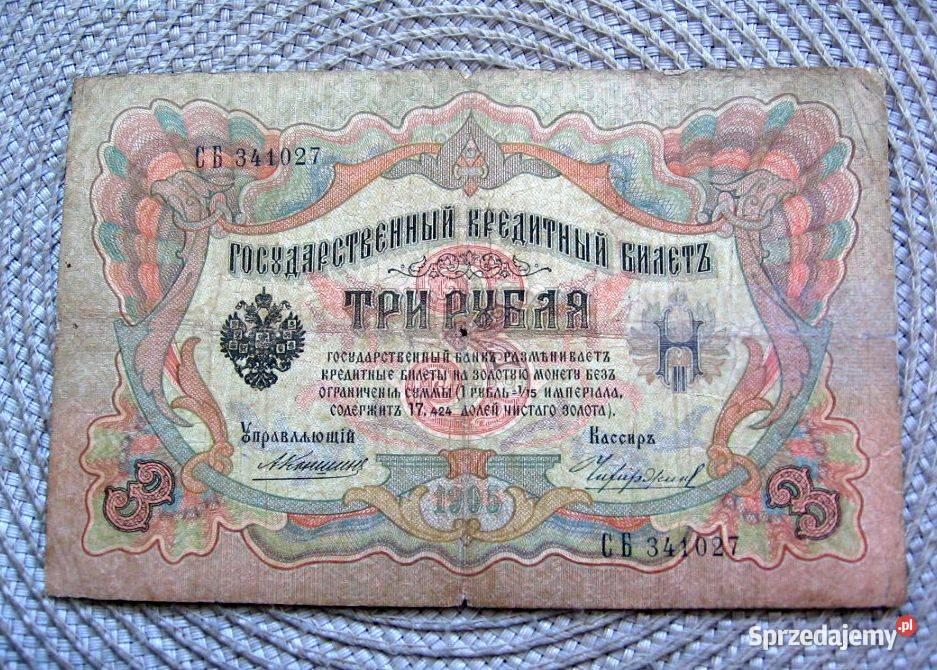 СБ 341027
ГОСУДАРСТВЕННЫЙ КРЕДИТНЫЙ БИЛЕТЪ
3
ТРИ РУБЛЯ
Н
ГОСУДАРСТВЕННЫЙ БАНКЪ РАЗМѢНИВАЕТЪ
КРЕДИТНЫЕ БИЛЕТЫ НА ЗОЛОТУЮ МОНЕТУ БЕЗЪ
ОГРАНИЧЕНІЯ СУММЫ (1 РУБЛЬ = 1/15 ИМПЕРІАЛА,
СОДЕРЖИТЪ 17,424 ДОЛЕЙ ЧИСТАГО ЗОЛОТА).
Управляющій Кассиръ
3 1905 3
СБ 341027
Sprzedajemy.pl